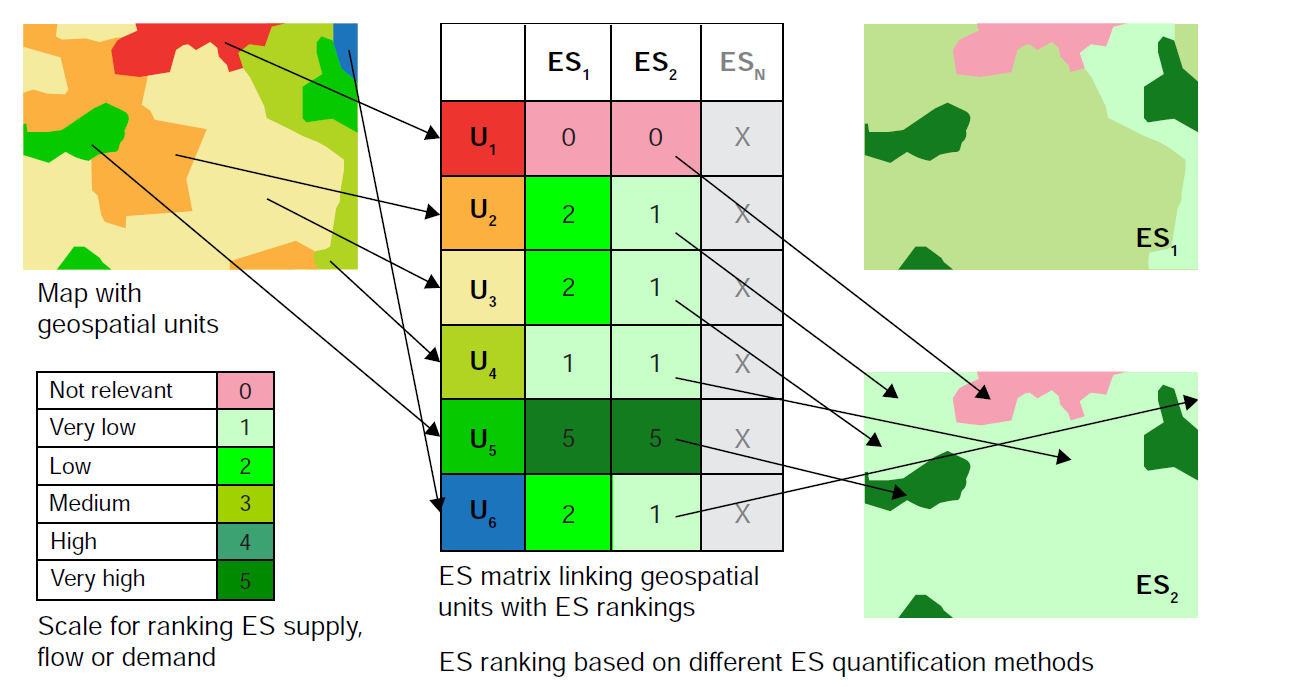 Map with
geospatial units
Not relevant 0
Very low 1
Low 2
Medium 3
High 4
Very high 5
Scale for ranking ES supply,
flow or demand
ES1 ES2 ESN
U1 0 0 X
U2 2 1 X
U3 2 1 X
U4 1 1 X
U5 5 5 X
U6 2 1 X
ES matrix linking geospatial
units with ES rankings
ES ranking based on different ES quantification methods
ES1
ES2